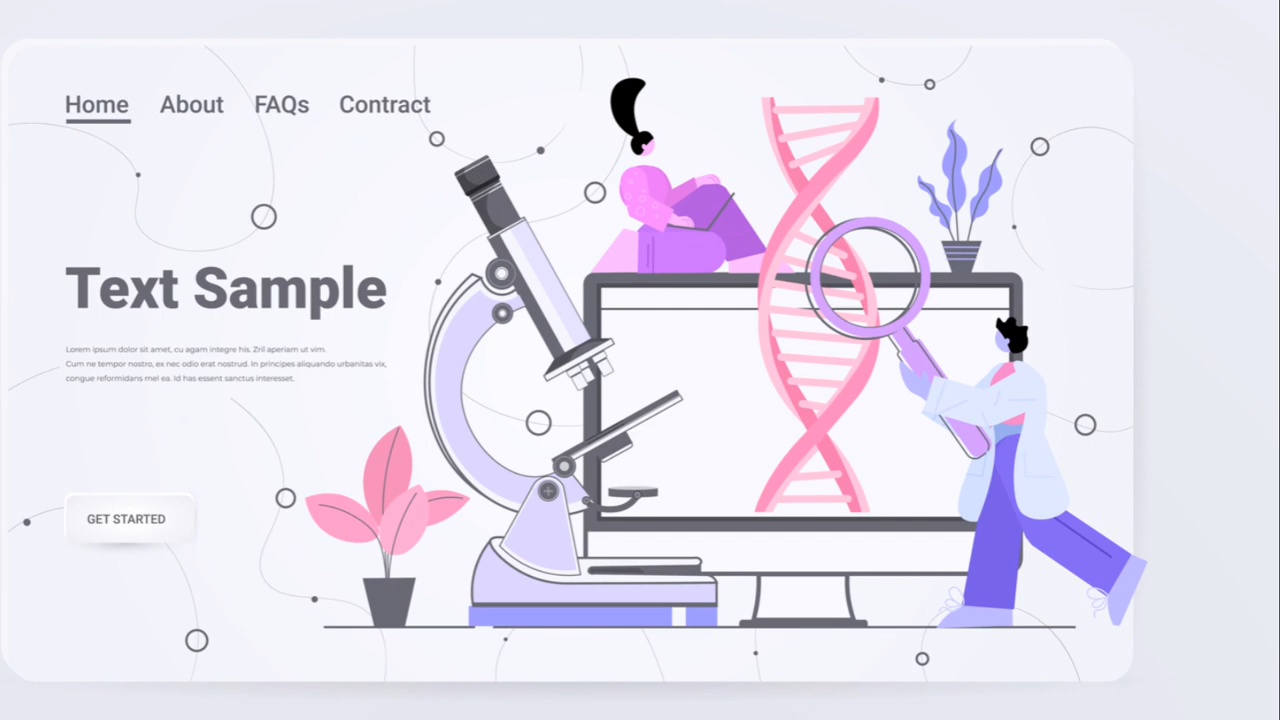 Home About FAQs Contract
Text Sample
Lorem ipsum dolor sit amet, cu agam integre his. Zril aperiam ut vim.
Cum ne tempor nostro, ex nec odio erat nostrud. In principes aliquando urbanitas vix,
congue reformidans mel ea. Id has essent sanctus interesset.
GET STARTED